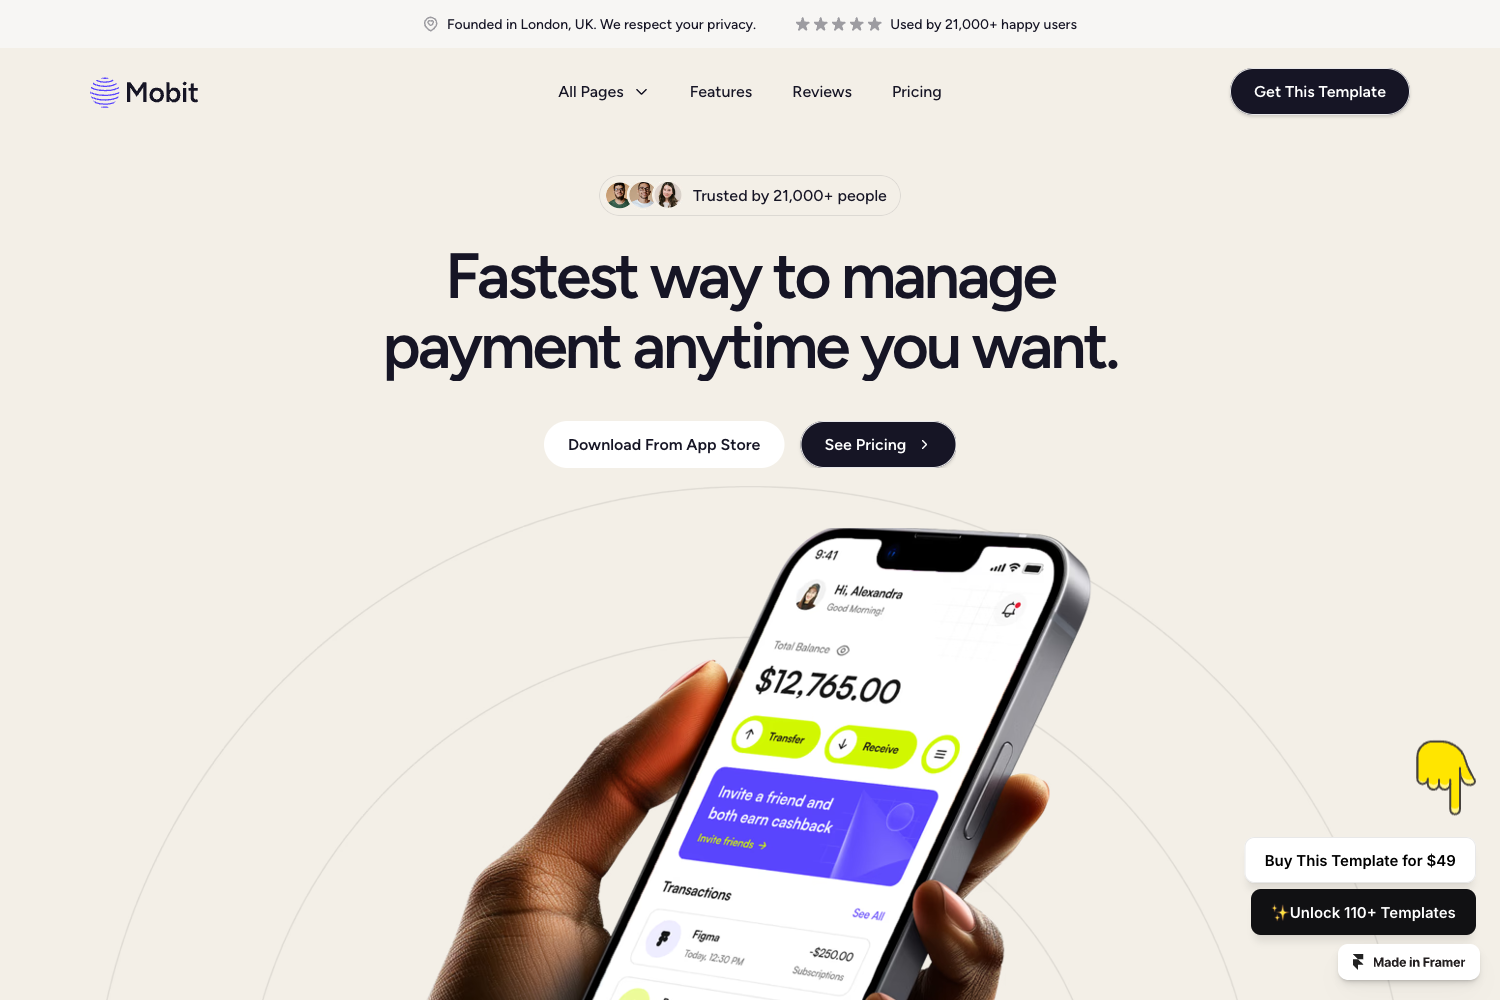 Founded in London, UK. We respect your privacy.
Used by 21,000+ happy users
Mobit
All Pages
Features
Reviews
Pricing
Get This Template
Trusted by 21,000+ people
Fastest way to manage
payment anytime you want.
Download From App Store
See Pricing
9:41
Hi, Alexandra
Good Morning!
Total Balance
$12,765.00
Transfer
Receive
Invite a friend and
both earn cashback
Invite friends →
Transactions
See All
Figma
-$250.00
Today, 12:30 PM
Subscriptions
Buy This Template for $49
✨Unlock 110+ Templates
Made in Framer